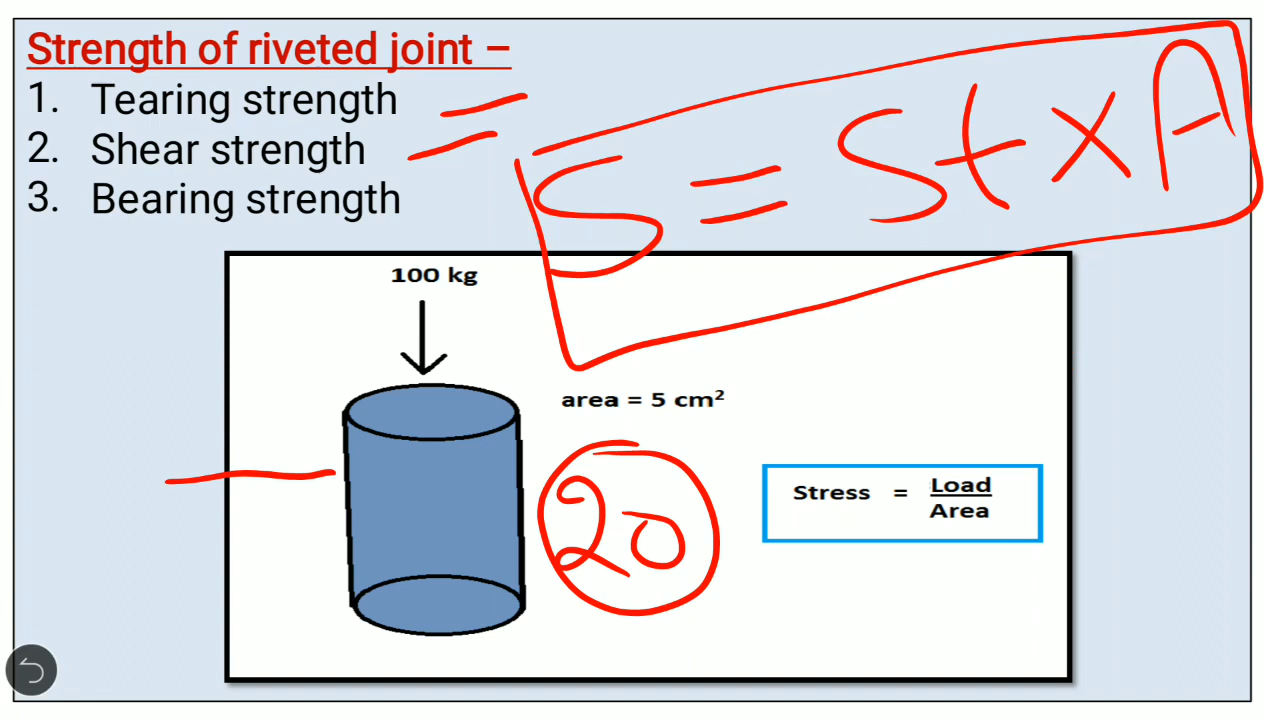 Strength of riveted joint –
1. Tearing strength =
2. Shear strength
3. Bearing strength
S = St × A
100 kg
area = 5 cm²
20
Stress = Load
Area